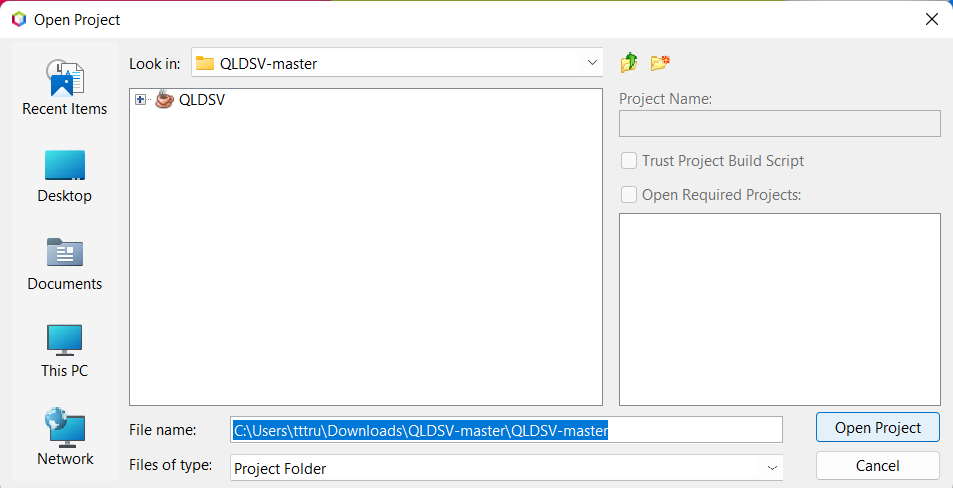 Open Project
Look in: QLDSV-master
Recent Items
Desktop
Documents
This PC
Network
QLDSV
Project Name:
Trust Project Build Script
Open Required Projects:
File name: C:\Users\tttru\Downloads\QLDSV-master\QLDSV-master
Open Project
Files of type: Project Folder
Cancel